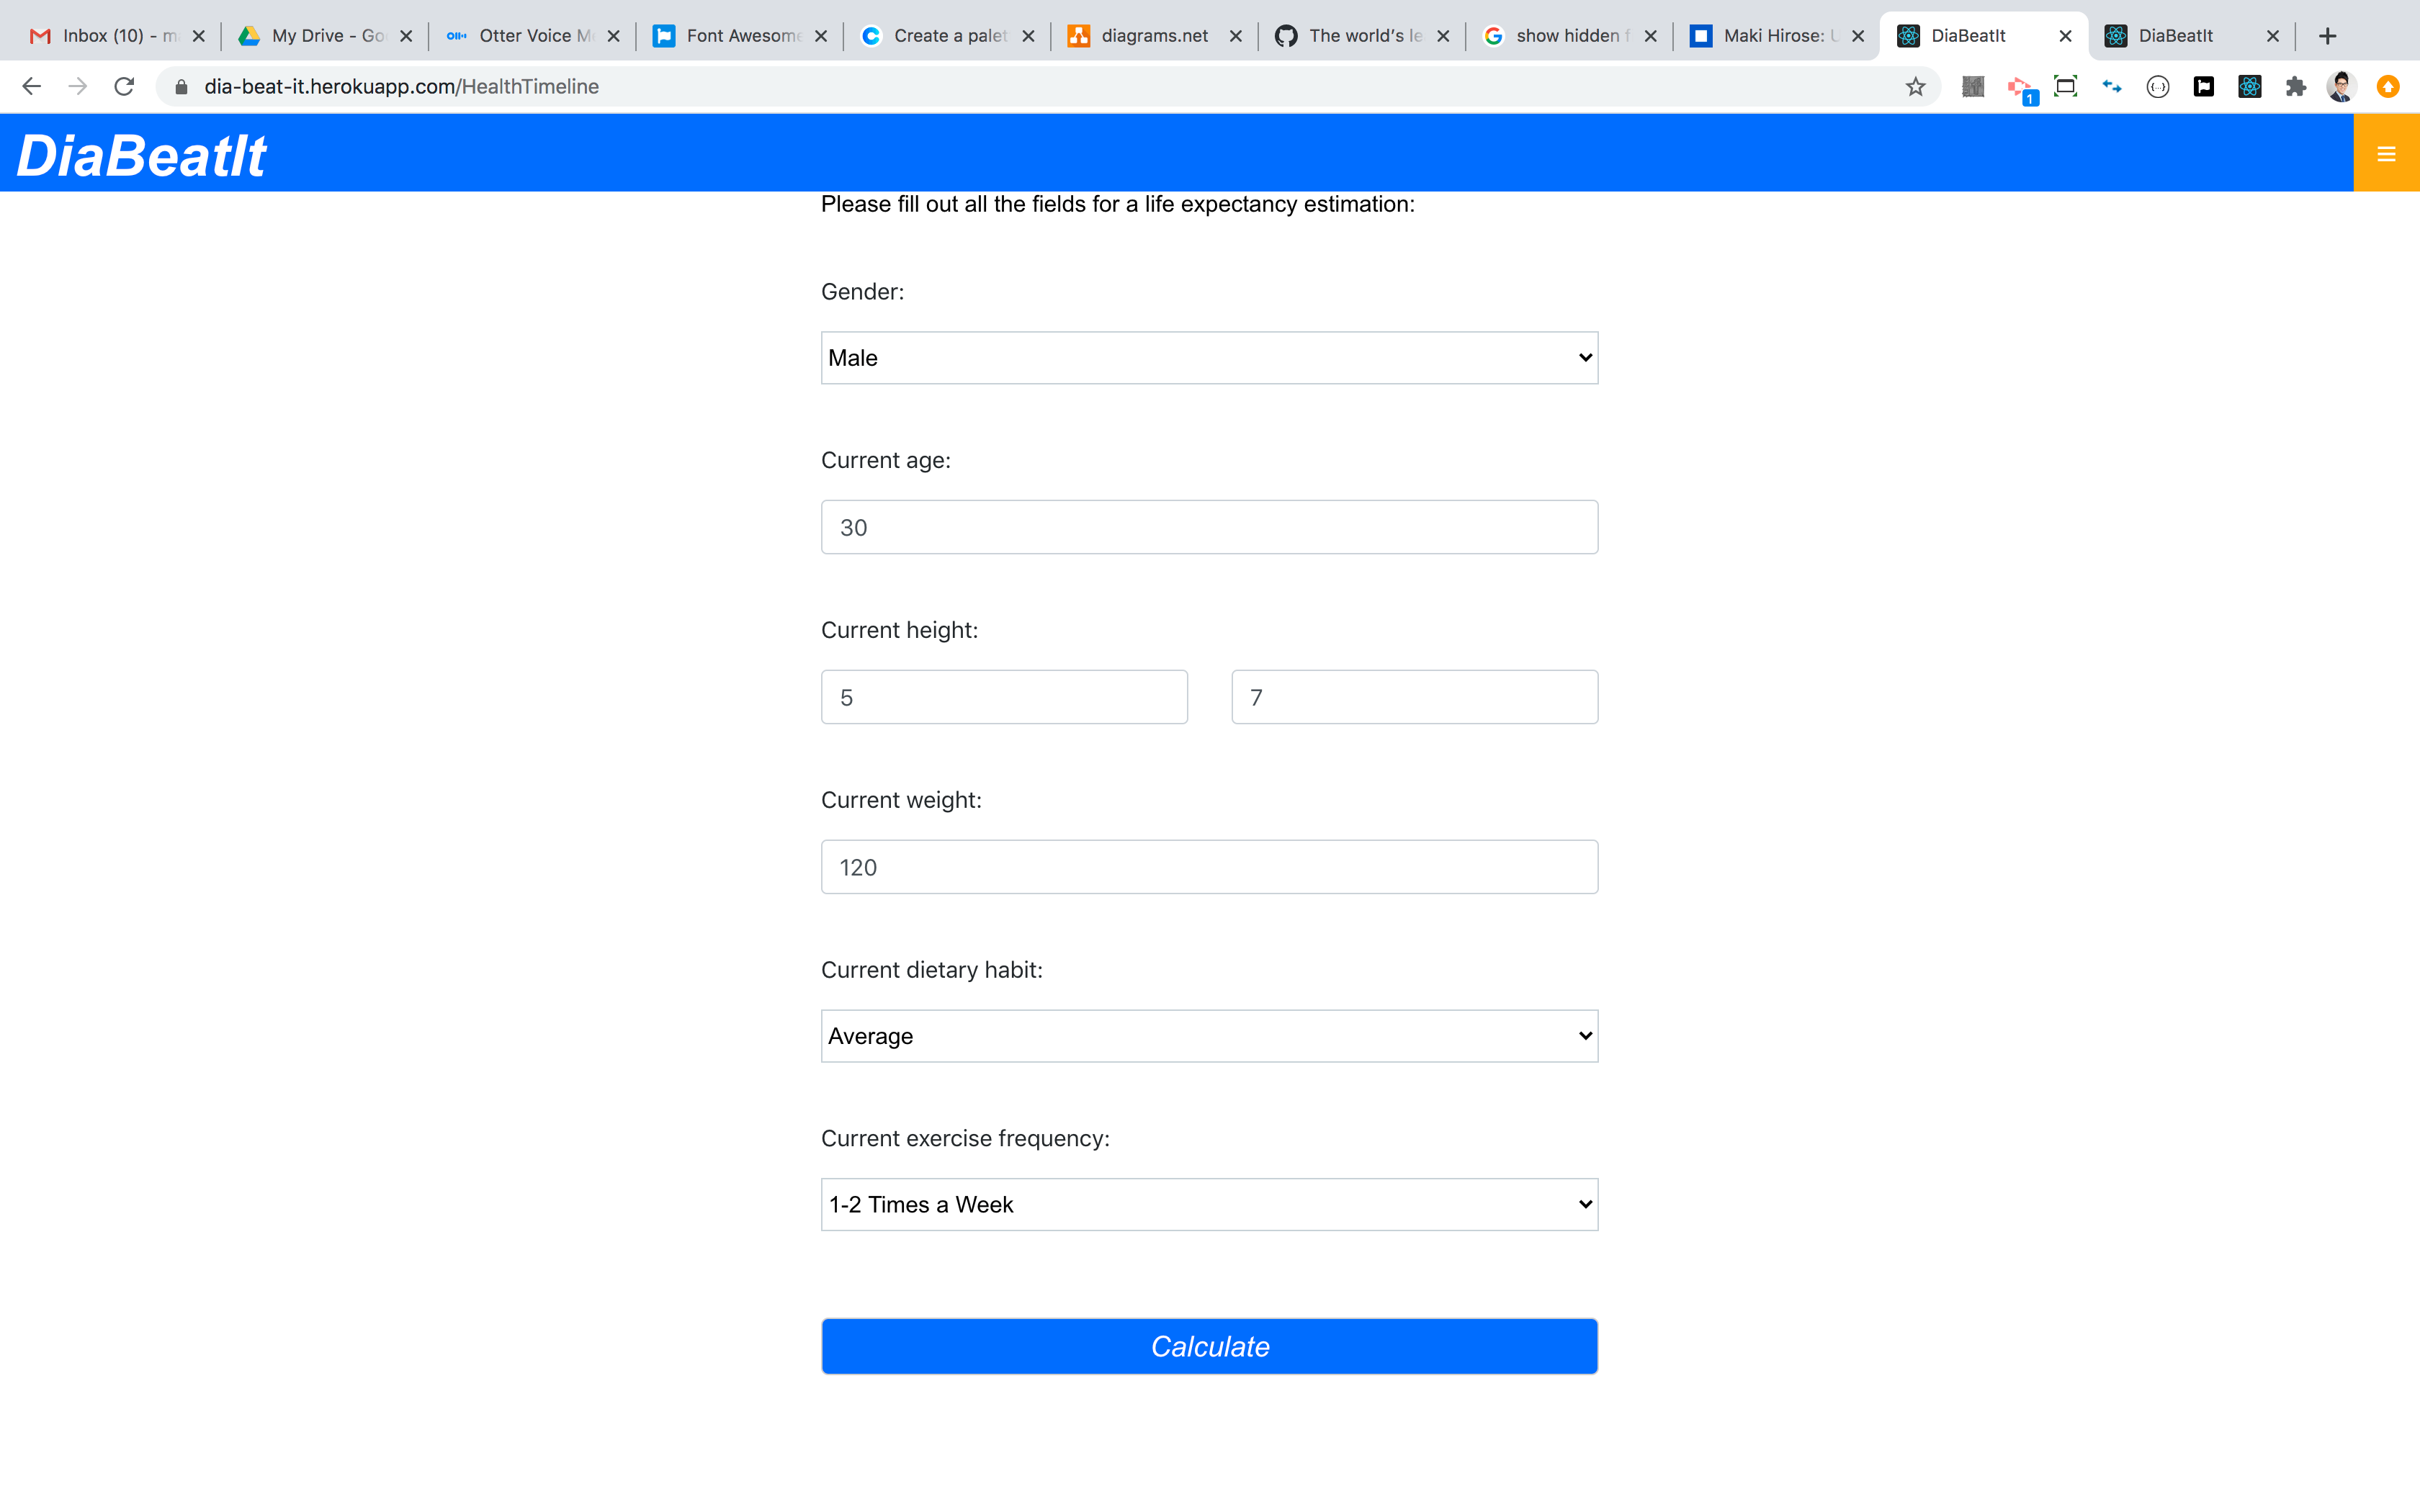 Inbox (10) - m
My Drive - Go
Otter Voice M
Font Awesome
Create a palet
diagrams.net
The world's le
show hidden f
Maki Hirose: U
DiaBeatIt
DiaBeatIt
dia-beat-it.herokuapp.com/HealthTimeline
1
DiaBeatIt
Please fill out all the fields for a life expectancy estimation:
Gender:
Male
Current age:
30
Current height:
5
7
Current weight:
120
Current dietary habit:
Average
Current exercise frequency:
1-2 Times a Week
Calculate